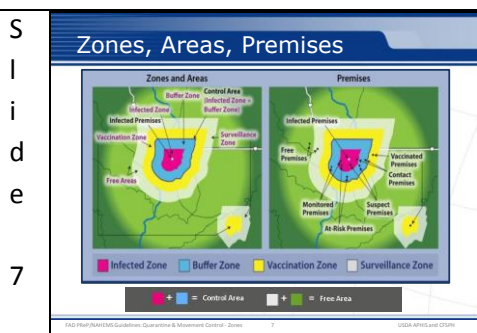 Slide 7
Zones, Areas, Premises
Zones and Areas
Buffer Zone
Control Area
(Infected Zone +
Buffer Zone)
Infected Zone
Infected Premises
Vaccination Zone
Surveillance
Zone
Free Areas
Premises
Infected Premises
Free
Premises
Vaccinated
Premises
Contact
Premises
Monitored
Premises
Suspect
Premises
At-Risk Premises
Infected Zone
Buffer Zone
Vaccination Zone
Surveillance Zone
+ = Control Area
+ = Free Area
FAD PReP/NAHEMS Guidelines: Quarantine & Movement Control - Zones
7
USDA APHIS and CFSPH